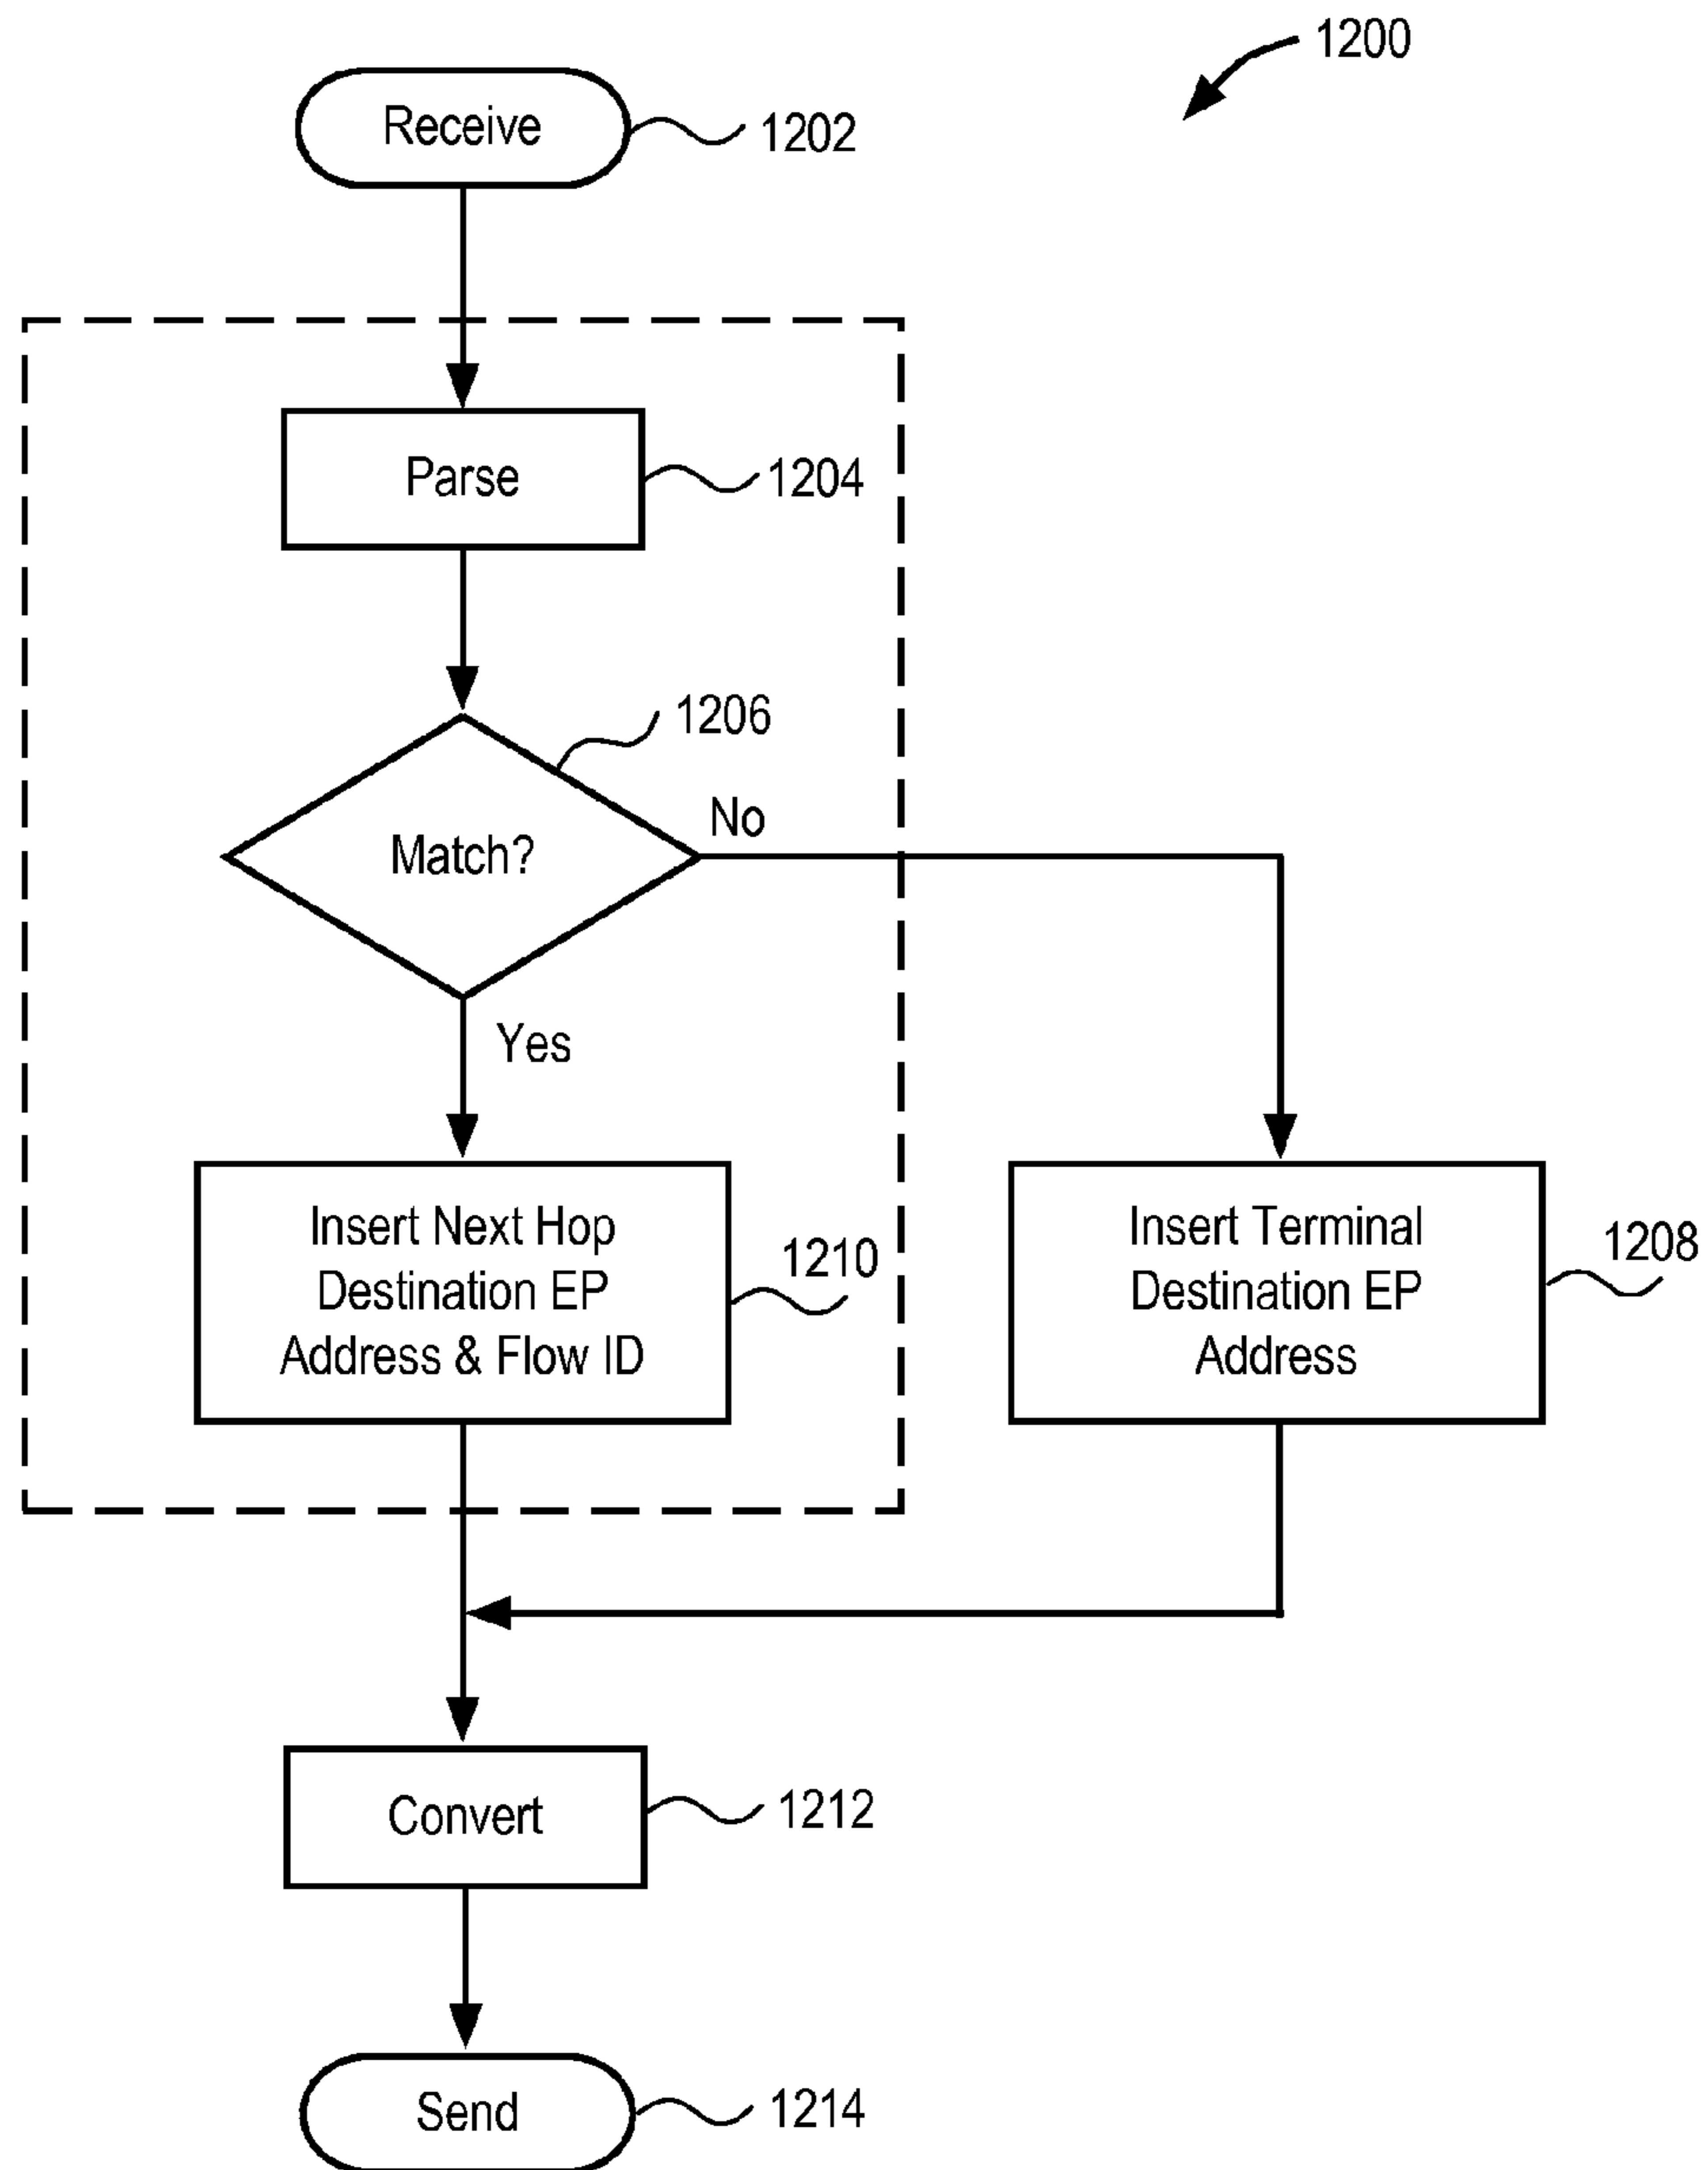 1200
Receive
1202
Parse
1204
1206
Match?
No
Yes
Insert Next Hop
Destination EP
Address & Flow ID
1210
Insert Terminal
Destination EP
Address
1208
Convert
1212
Send
1214